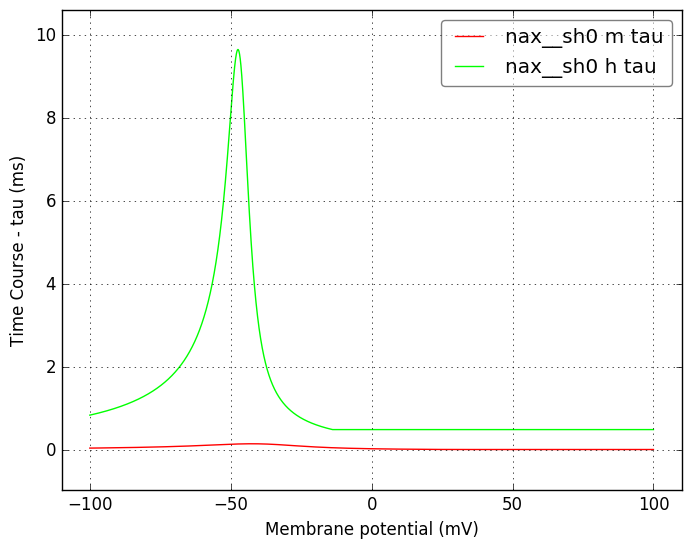 nax__sh0 m tau
nax__sh0 h tau
10
8
6
4
2
0
Time Course - tau (ms)
−100
−50
0
50
100
Membrane potential (mV)